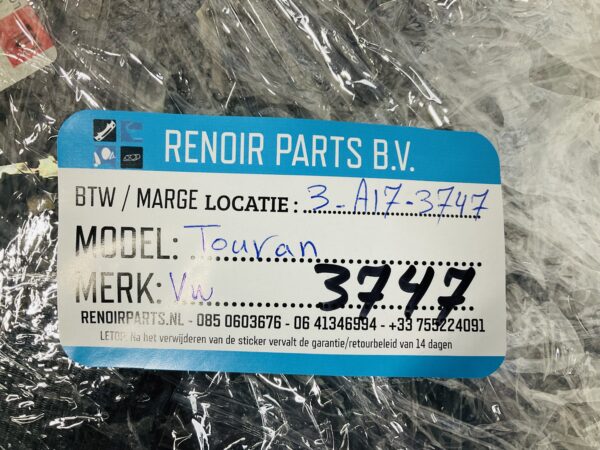 RENOIR PARTS B.V.
BTW / MARGE LOCATIE: 3-A17-3747
MODEL: Touran
MERK: Vw 3747
RENOIRPARTS.NL - 085 0603676 - 06 41346994 - +33 755224091
LETOP: Na het verwijderen van de sticker vervalt de garantie/retourbeleid van 14 dagen